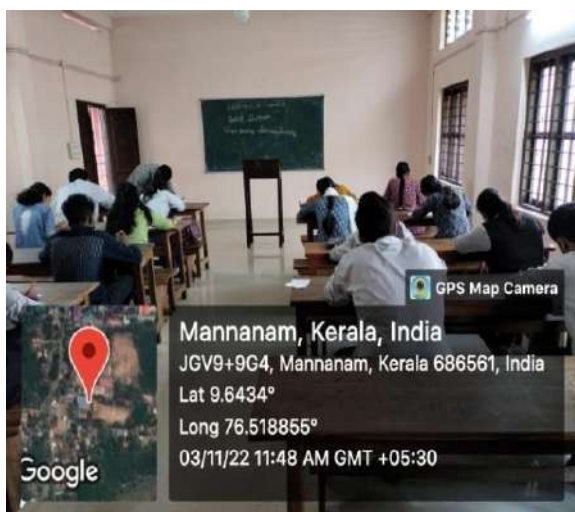 GPS Map Camera
Mannanam, Kerala, India
JGV9+9G4, Mannanam, Kerala 686561, India
Lat 9.6434°
Long 76.518855°
03/11/22 11:48 AM GMT +05:30
Google